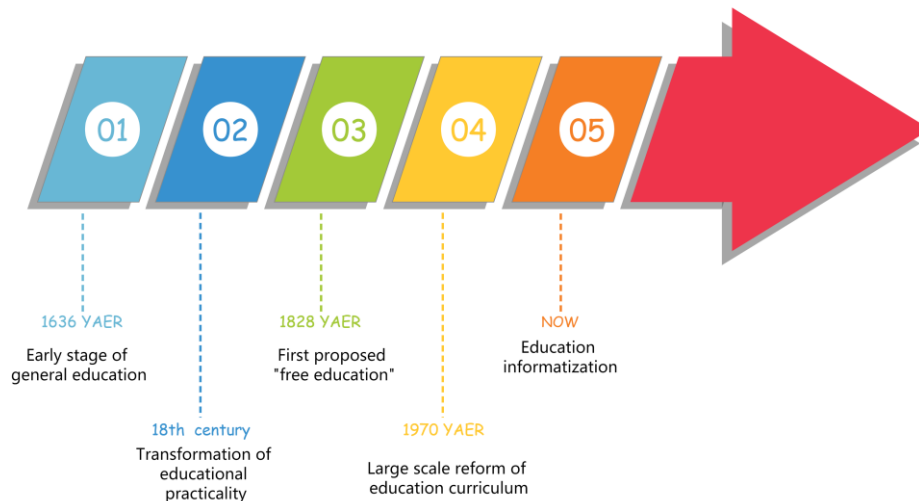 01
02
03
04
05
1636 YAER
Early stage of
general education
18th century
Transformation of
educational
practicality
1828 YAER
First proposed
"free education"
1970 YAER
Large scale reform of
education curriculum
NOW
Education
informatization